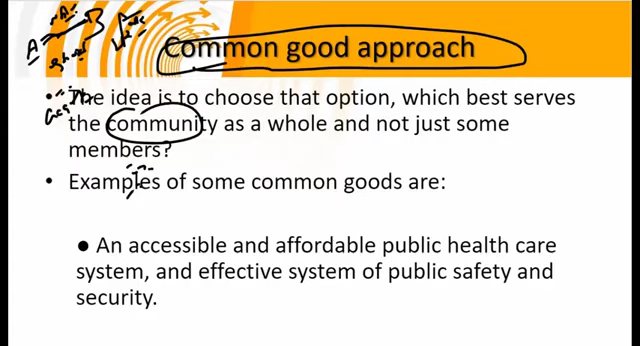 Common good approach
• The idea is to choose that option, which best serves
the community as a whole and not just some
members?
• Examples of some common goods are:
● An accessible and affordable public health care
system, and effective system of public safety and
security.